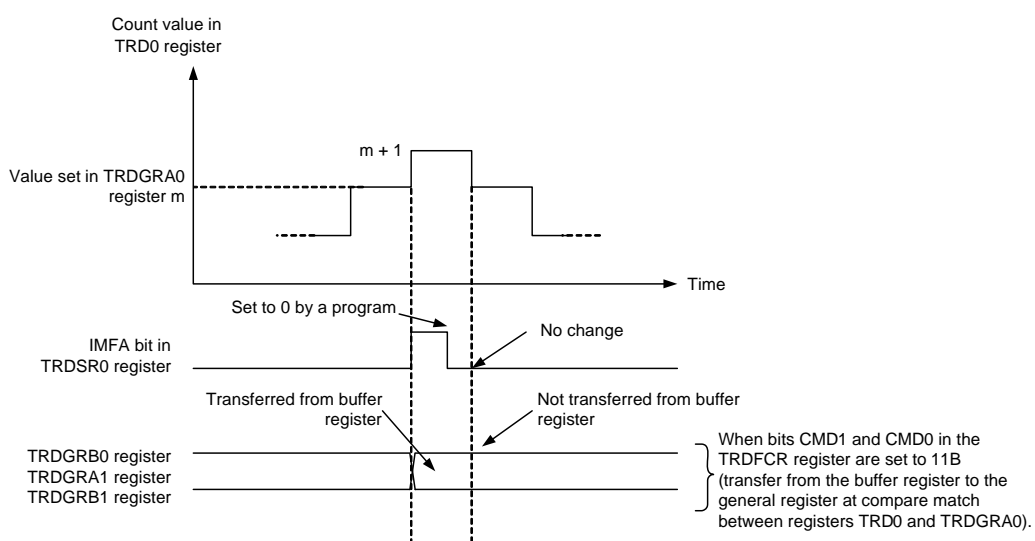 Count value in
TRD0 register
m + 1
Value set in TRDGRA0
register m
Time
Set to 0 by a program
No change
IMFA bit in
TRDSR0 register
Transferred from buffer
register
Not transferred from buffer
register
TRDGRB0 register
TRDGRA1 register
TRDGRB1 register
When bits CMD1 and CMD0 in the
TRDFCR register are set to 11B
(transfer from the buffer register to the
general register at compare match
between registers TRD0 and TRDGRA0).